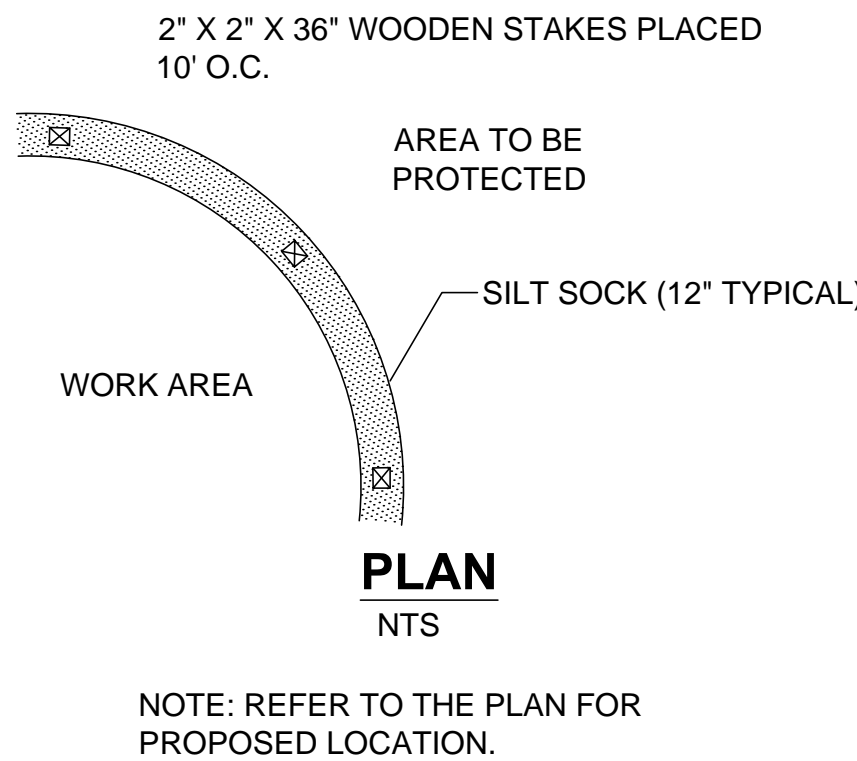 2" X 2" X 36" WOODEN STAKES PLACED
10' O.C.
AREA TO BE
PROTECTED
SILT SOCK (12" TYPICAL)
WORK AREA
PLAN
NTS
NOTE: REFER TO THE PLAN FOR
PROPOSED LOCATION.